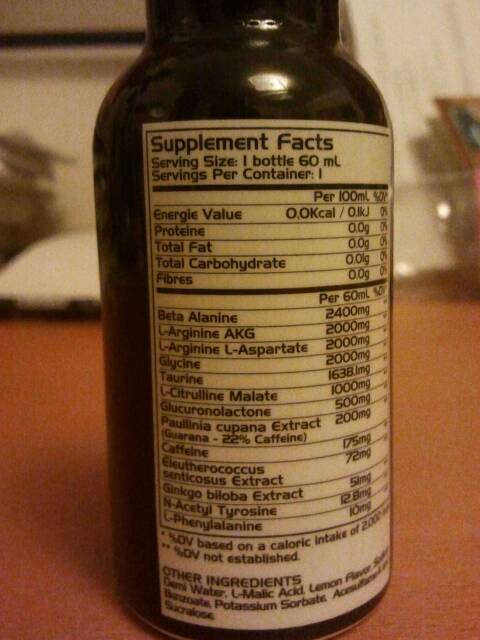 Supplement Facts
Serving Size: 1 bottle 60 mL
Servings Per Container: 1
Per 100mL %DV*
Energie Value 0.0Kcal / 0.1kJ 0%
Proteine 0.0g 0%
Total Fat 0.0g 0%
Total Carbohydrate 0.01g 0%
Fibres 0.0g 0%
Per 60mL %DV*
Beta Alanine 2400mg **
L-Arginine AKG 2000mg **
L-Arginine L-Aspartate 2000mg **
Glycine 2000mg **
Taurine 1638.1mg **
L-Citrulline Malate 1000mg **
Glucuronolactone 500mg **
Paullinia cupana Extract 200mg **
(Guarana - 22% Caffeine)
Caffeine 175mg **
Eleutherococcus 72mg **
senticosus Extract
Ginkgo biloba Extract 51mg **
N-Acetyl Tyrosine 12.8mg **
L-Phenylalanine 10mg **
* %DV based on a caloric intake of 2.000
** %DV not established.
OTHER INGREDIENTS
Demi Water, L-Malic Acid, Lemon Flavor,
Benzoate, Potassium Sorbate,
Sucralose